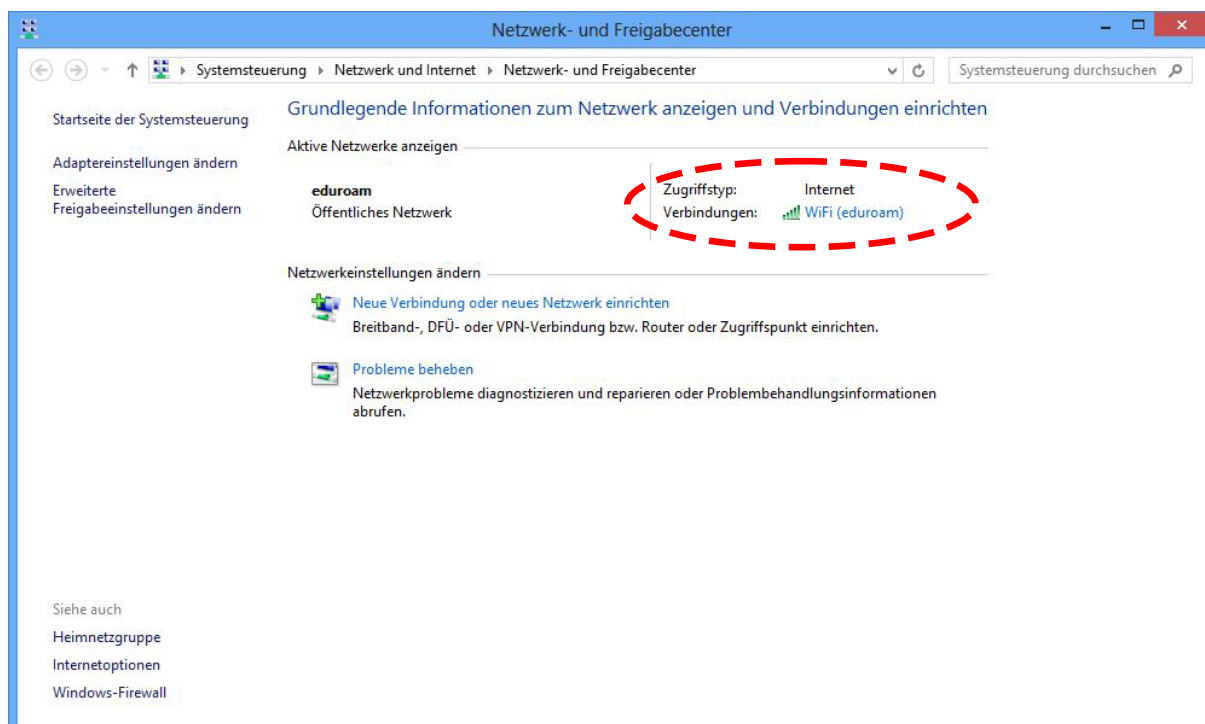 Netzwerk- und Freigabecenter
Systemsteuerung Netzwerk und Internet Netzwerk- und Freigabecenter
Systemsteuerung durchsuchen
Startseite der Systemsteuerung
Adaptereinstellungen ändern
Erweiterte
Freigabeeinstellungen ändern
Grundlegende Informationen zum Netzwerk anzeigen und Verbindungen einrichten
Aktive Netzwerke anzeigen
eduroam
Öffentliches Netzwerk
Zugriffstyp: Internet
Verbindungen: WiFi (eduroam)
Netzwerkeinstellungen ändern
Neue Verbindung oder neues Netzwerk einrichten
Breitband-, DFÜ- oder VPN-Verbindung bzw. Router oder Zugriffspunkt einrichten.
Probleme beheben
Netzwerkprobleme diagnostizieren und reparieren oder Problembehandlungsinformationen
abrufen.
Siehe auch
Heimnetzgruppe
Internetoptionen
Windows-Firewall